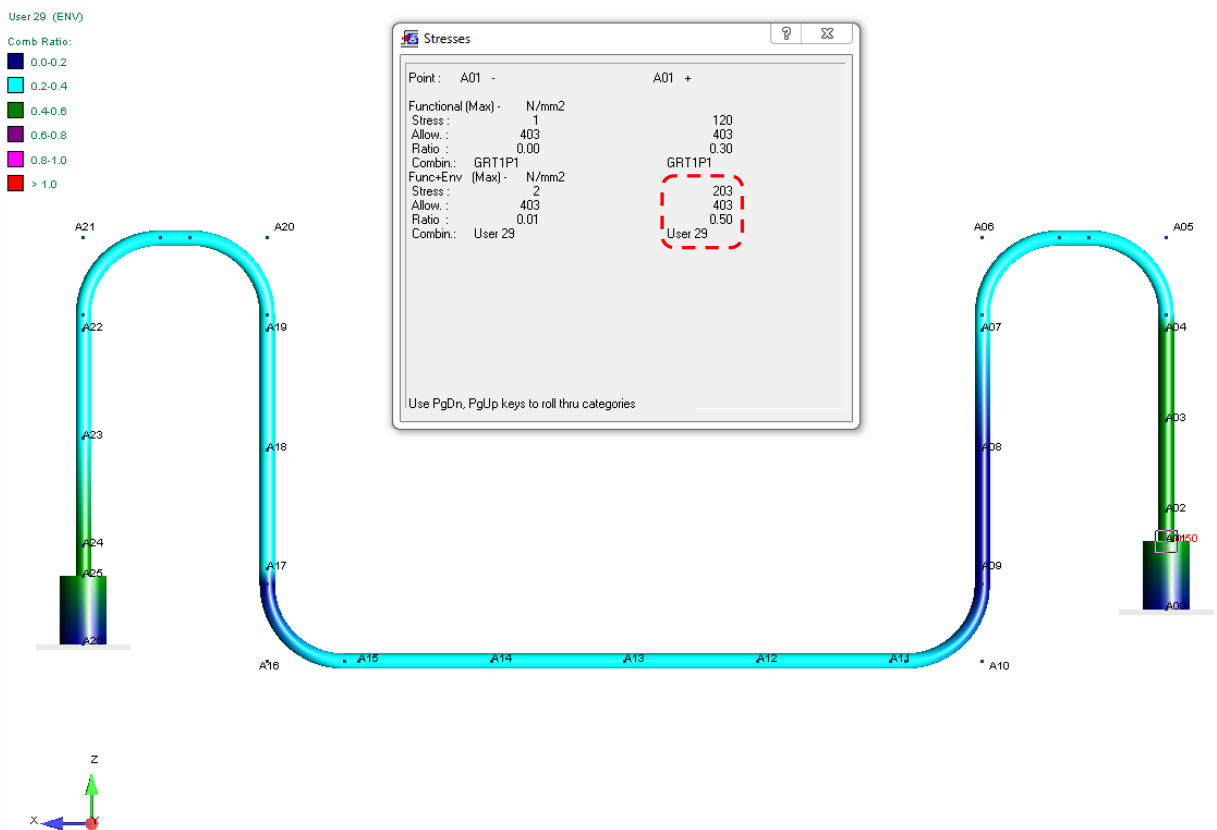 User 29 (ENV)
Comb Ratio:
0.0-0.2
0.2-0.4
0.4-0.6
0.6-0.8
0.8-1.0
> 1.0
Stresses
Point : A01 - A01 +
Functional (Max) - N/mm2
Stress : 1 120
Allow. : 403 403
Ratio : 0.00 0.30
Combin.: GRT1P1 GRT1P1
Func+Env (Max) - N/mm2
Stress : 2 203
Allow. : 403 403
Ratio : 0.01 0.50
Combin.: User 29 User 29
Use PgDn, PgUp keys to roll thru categories
A21 A20 A06 A05
A22 A19 A07 A04
A23 A03
A18 A08
A24 A02
A17 A09
A25
A00
A26
A16 A15 A14 A13 A12 A11 A10
Z
X
Y